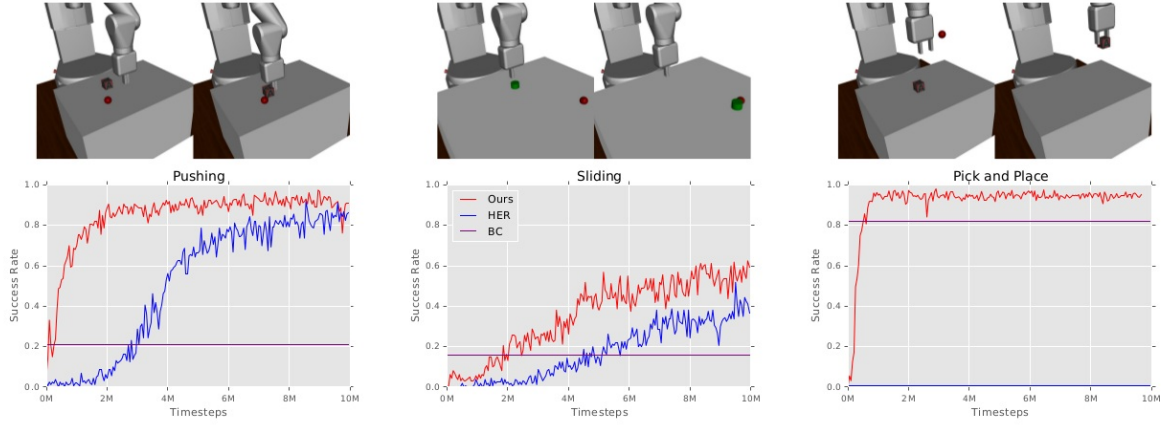 Pushing
Success Rate
1.0
0.8
0.6
0.4
0.2
0.0
0M
2M
4M
6M
8M
10M
Timesteps
Sliding
Ours
HER
BC
Success Rate
1.0
0.8
0.6
0.4
0.2
0.0
0M
2M
4M
6M
8M
10M
Timesteps
Pick and Place
Success Rate
1.0
0.8
0.6
0.4
0.2
0.0
0M
2M
4M
6M
8M
10M
Timesteps